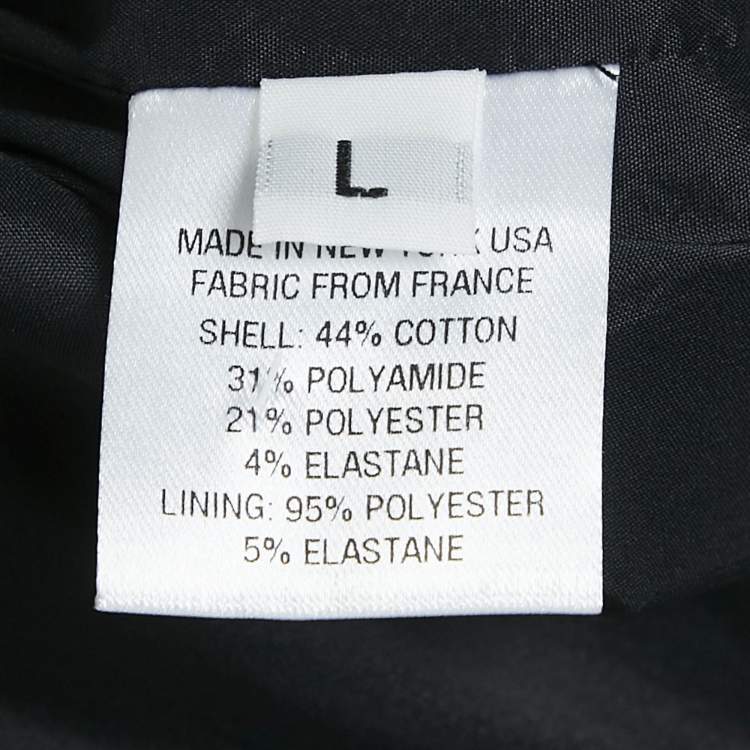 L
MADE IN NEW YORK USA
FABRIC FROM FRANCE
SHELL: 44% COTTON
31% POLYAMIDE
21% POLYESTER
4% ELASTANE
LINING: 95% POLYESTER
5% ELASTANE